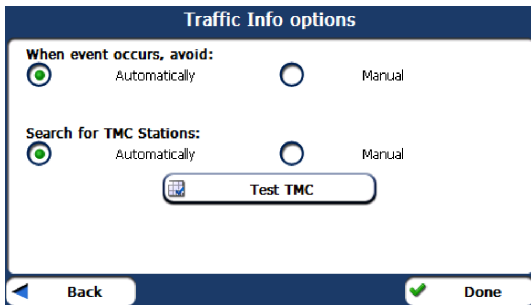 Traffic Info options
When event occurs, avoid:
Automatically Manual
Search for TMC Stations:
Automatically Manual
Test TMC
Back Done